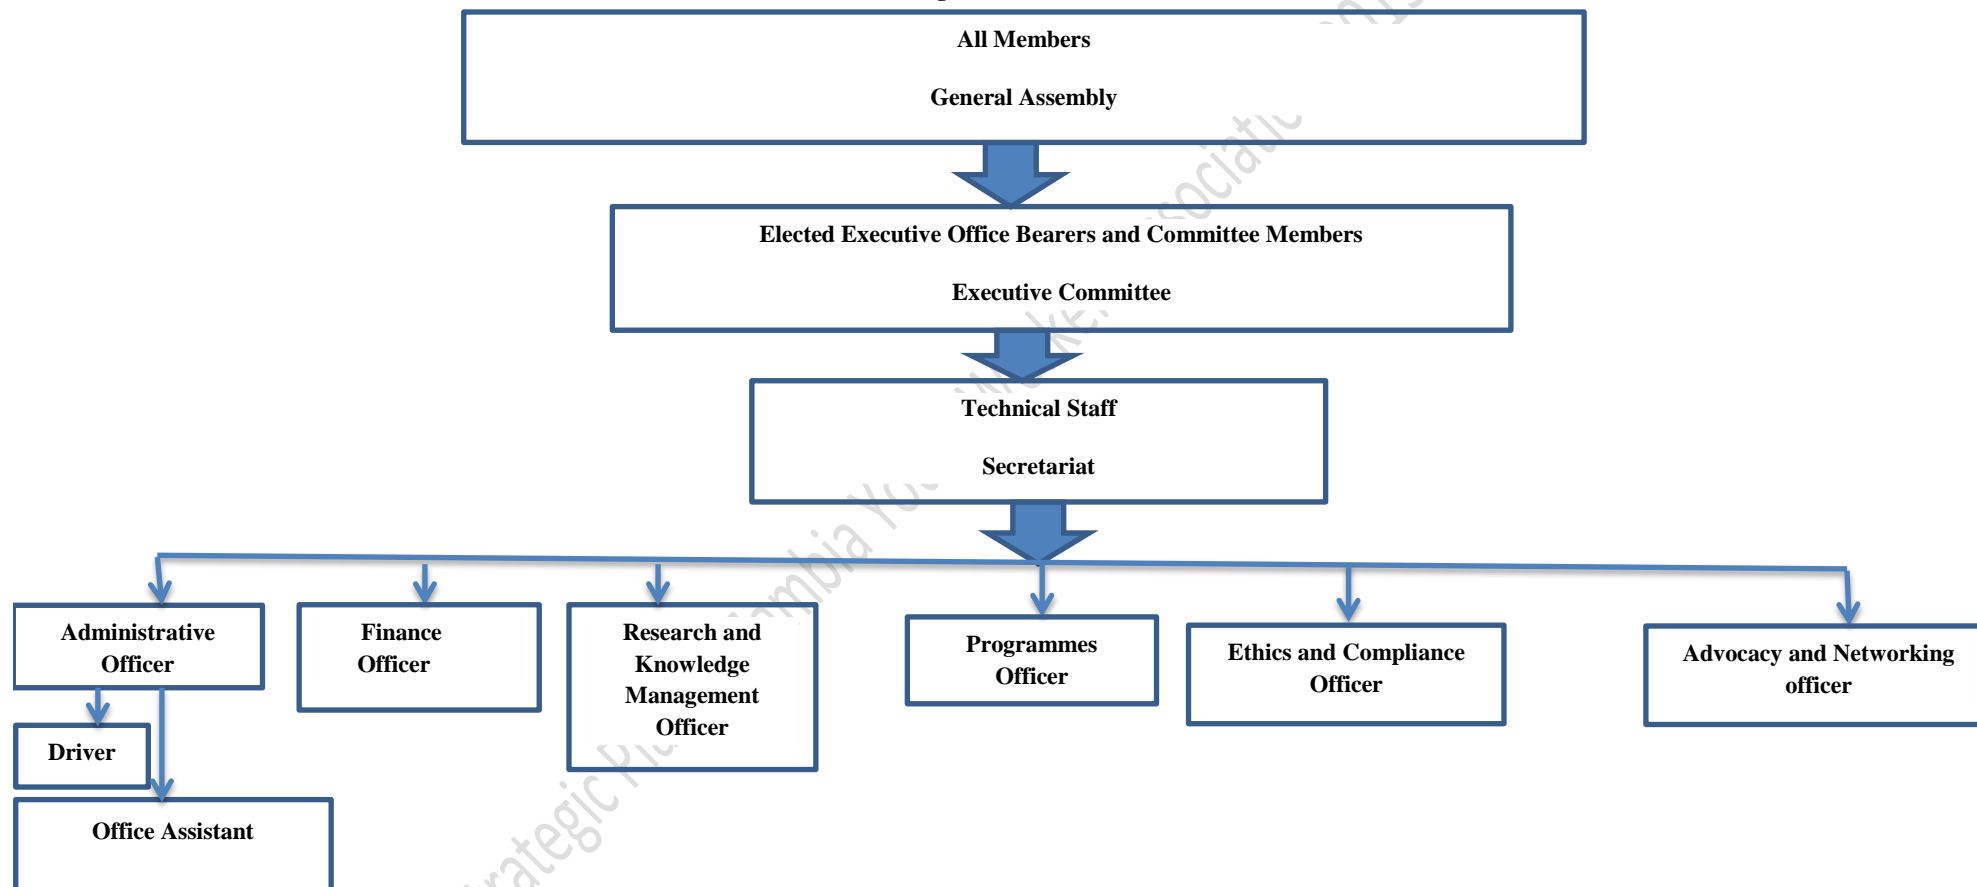 All Members
General Assembly
Elected Executive Office Bearers and Committee Members
Executive Committee
Technical Staff
Secretariat
Administrative
Officer
Finance
Officer
Research and
Knowledge
Management
Officer
Programmes
Officer
Ethics and Compliance
Officer
Advocacy and Networking
officer
Driver
Office Assistant